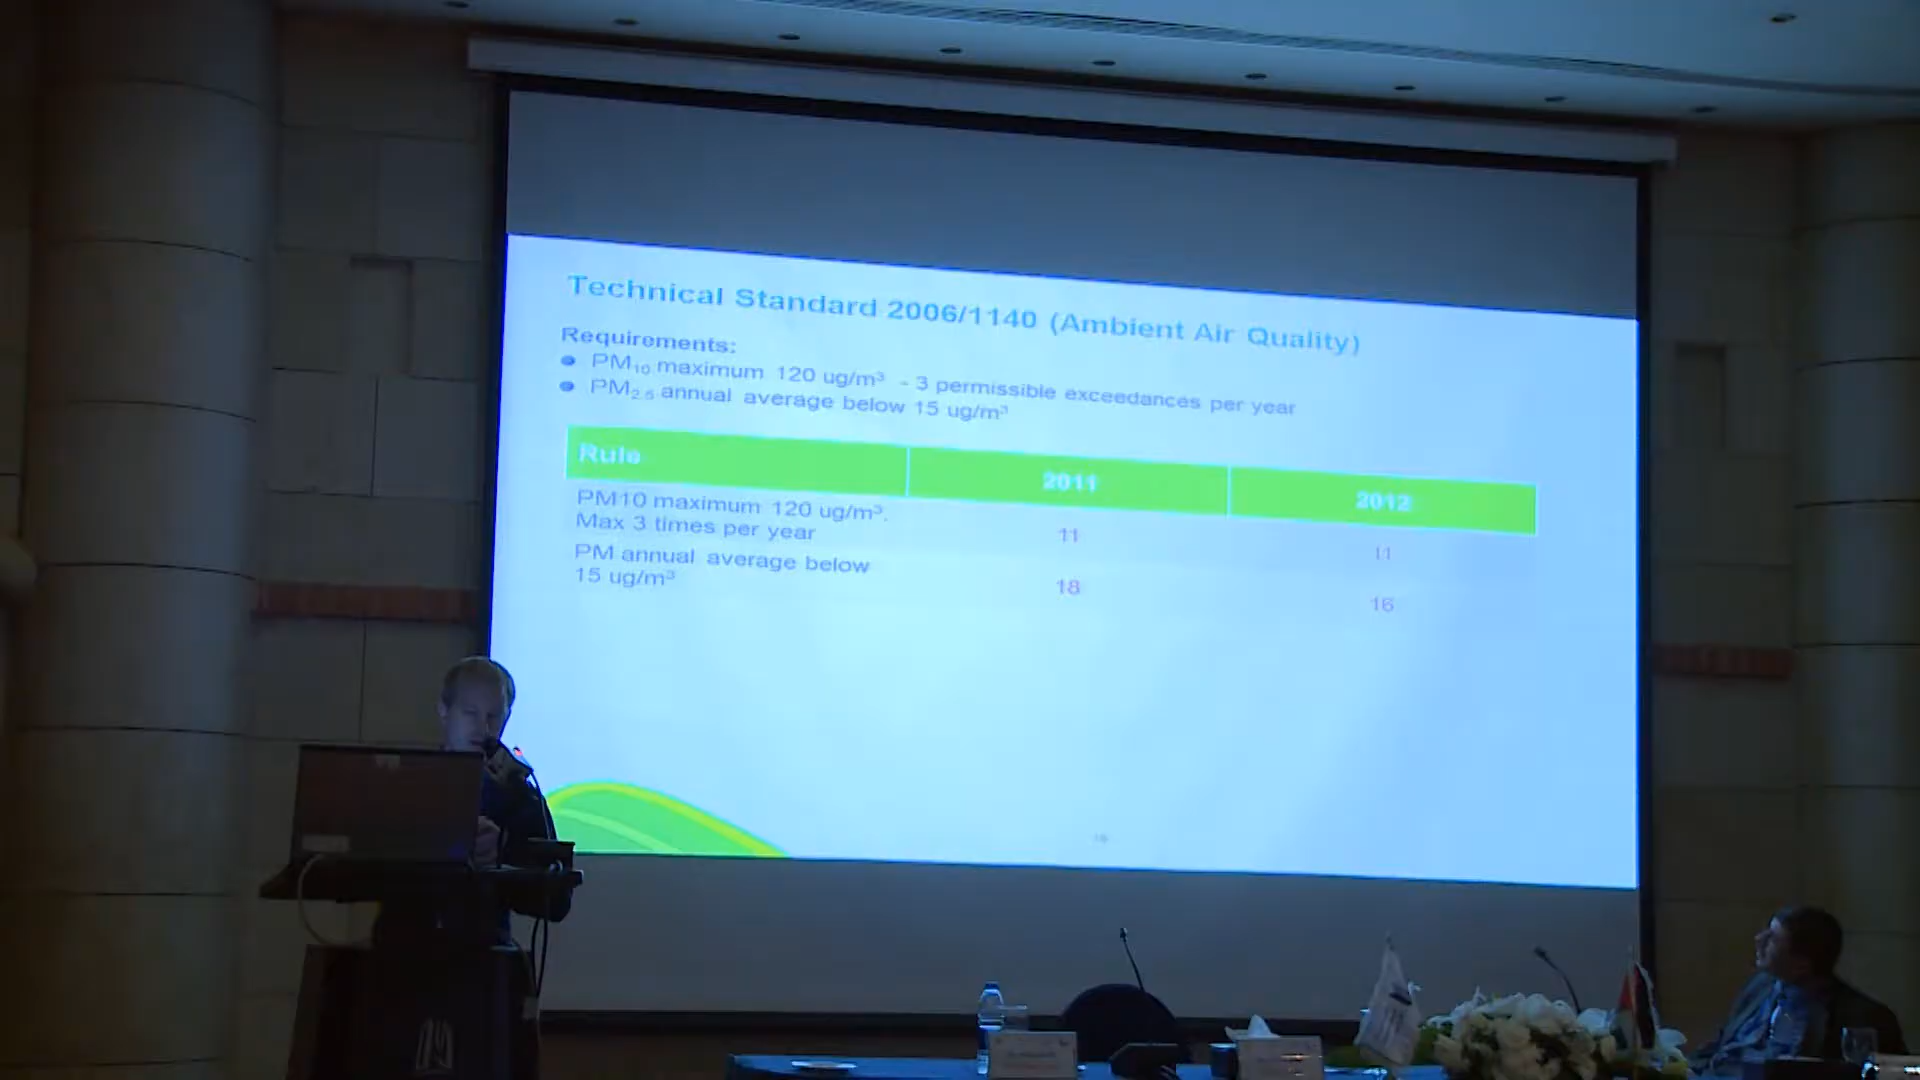 Technical Standard 2006/1140 (Ambient Air Quality)
Requirements:
● PM₁₀ maximum 120 ug/m³ - 3 permissible exceedances per year
● PM₂.₅ annual average below 15 ug/m³
Rule 2011 2012
PM10 maximum 120 ug/m³.
Max 3 times per year 11 11
PM annual average below
15 ug/m³ 18 16